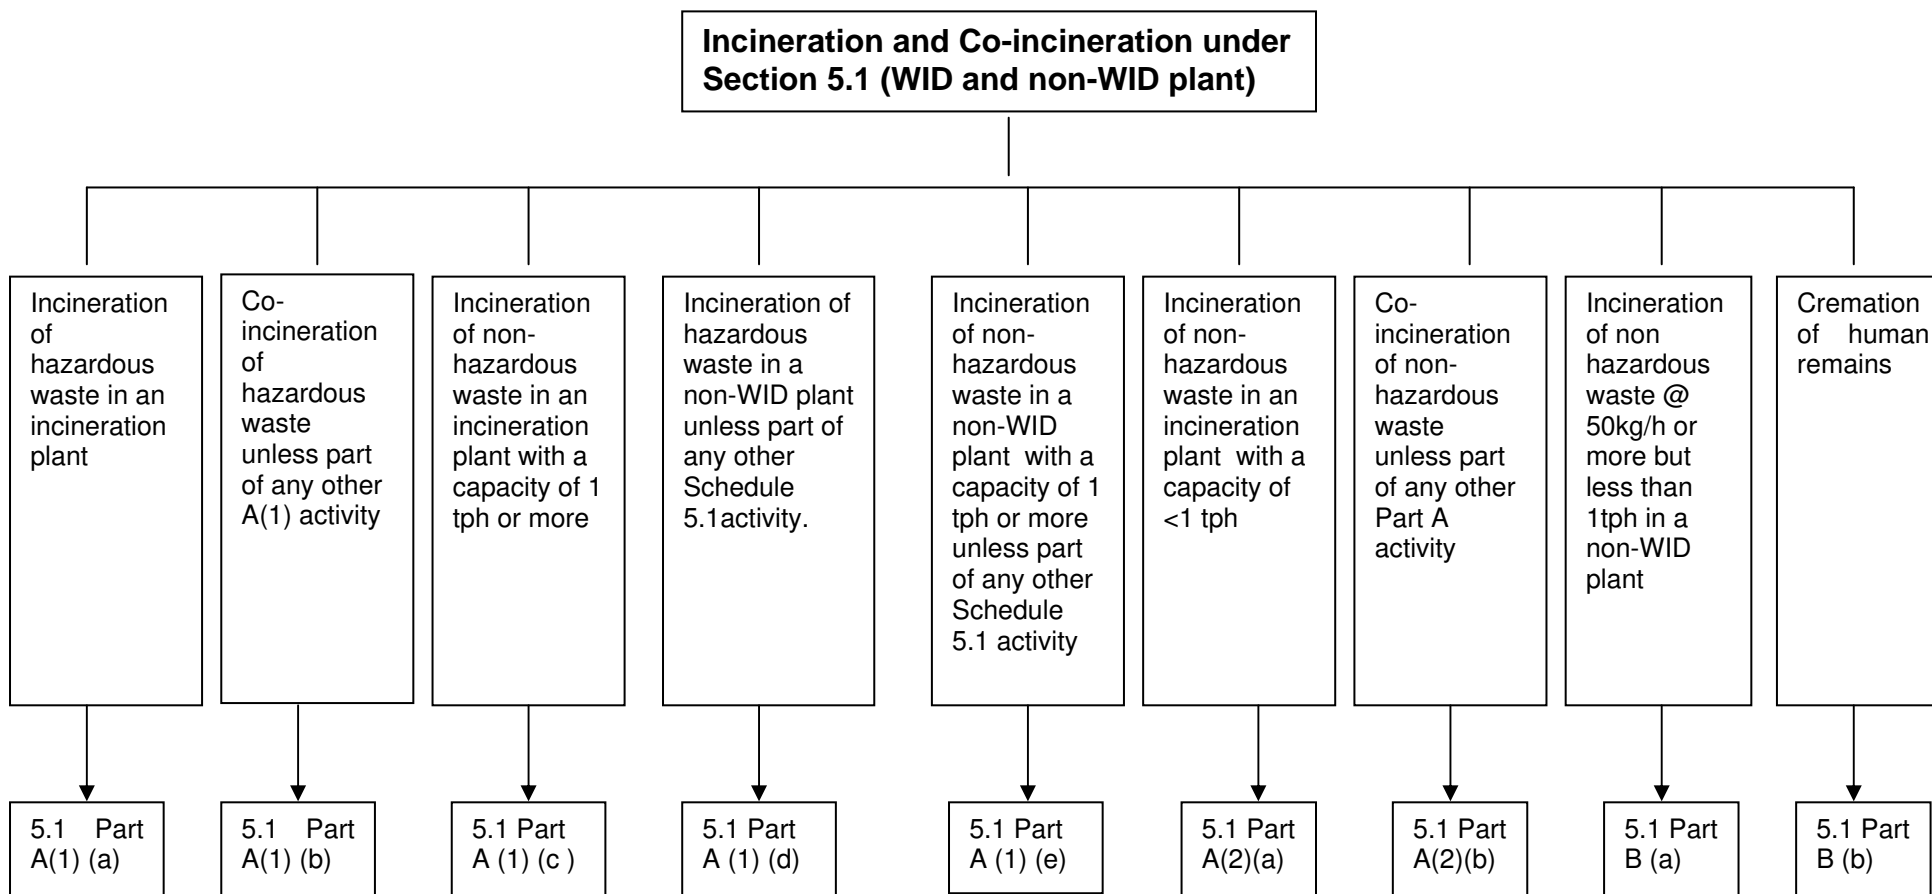 Incineration and Co-incineration under
Section 5.1 (WID and non-WID plant)
Incineration
of
hazardous
waste in an
incineration
plant
Co-
incineration
of
hazardous
waste
unless part
of any other
A(1) activity
Incineration
of non-
hazardous
waste in an
incineration
plant with a
capacity of 1
tph or more
Incineration of
hazardous
waste in a
non-WID plant
unless part of
any other
Schedule
5.1activity.
Incineration
of non-
hazardous
waste in a
non-WID
plant with a
capacity of 1
tph or more
unless part
of any other
Schedule
5.1 activity
Incineration
of non-
hazardous
waste in an
incineration
plant with a
capacity of
<1 tph
Co-
incineration
of non-
hazardous
waste
unless part
of any other
Part A
activity
Incineration
of non
hazardous
waste @
50kg/h or
more but
less than
1tph in a
non-WID
plant
Cremation
of human
remains
5.1 Part
A(1) (a)
5.1 Part
A(1) (b)
5.1 Part
A (1) (c )
5.1 Part
A (1) (d)
5.1 Part
A (1) (e)
5.1 Part
A(2)(a)
5.1 Part
A(2)(b)
5.1 Part
B (a)
5.1 Part
B (b)